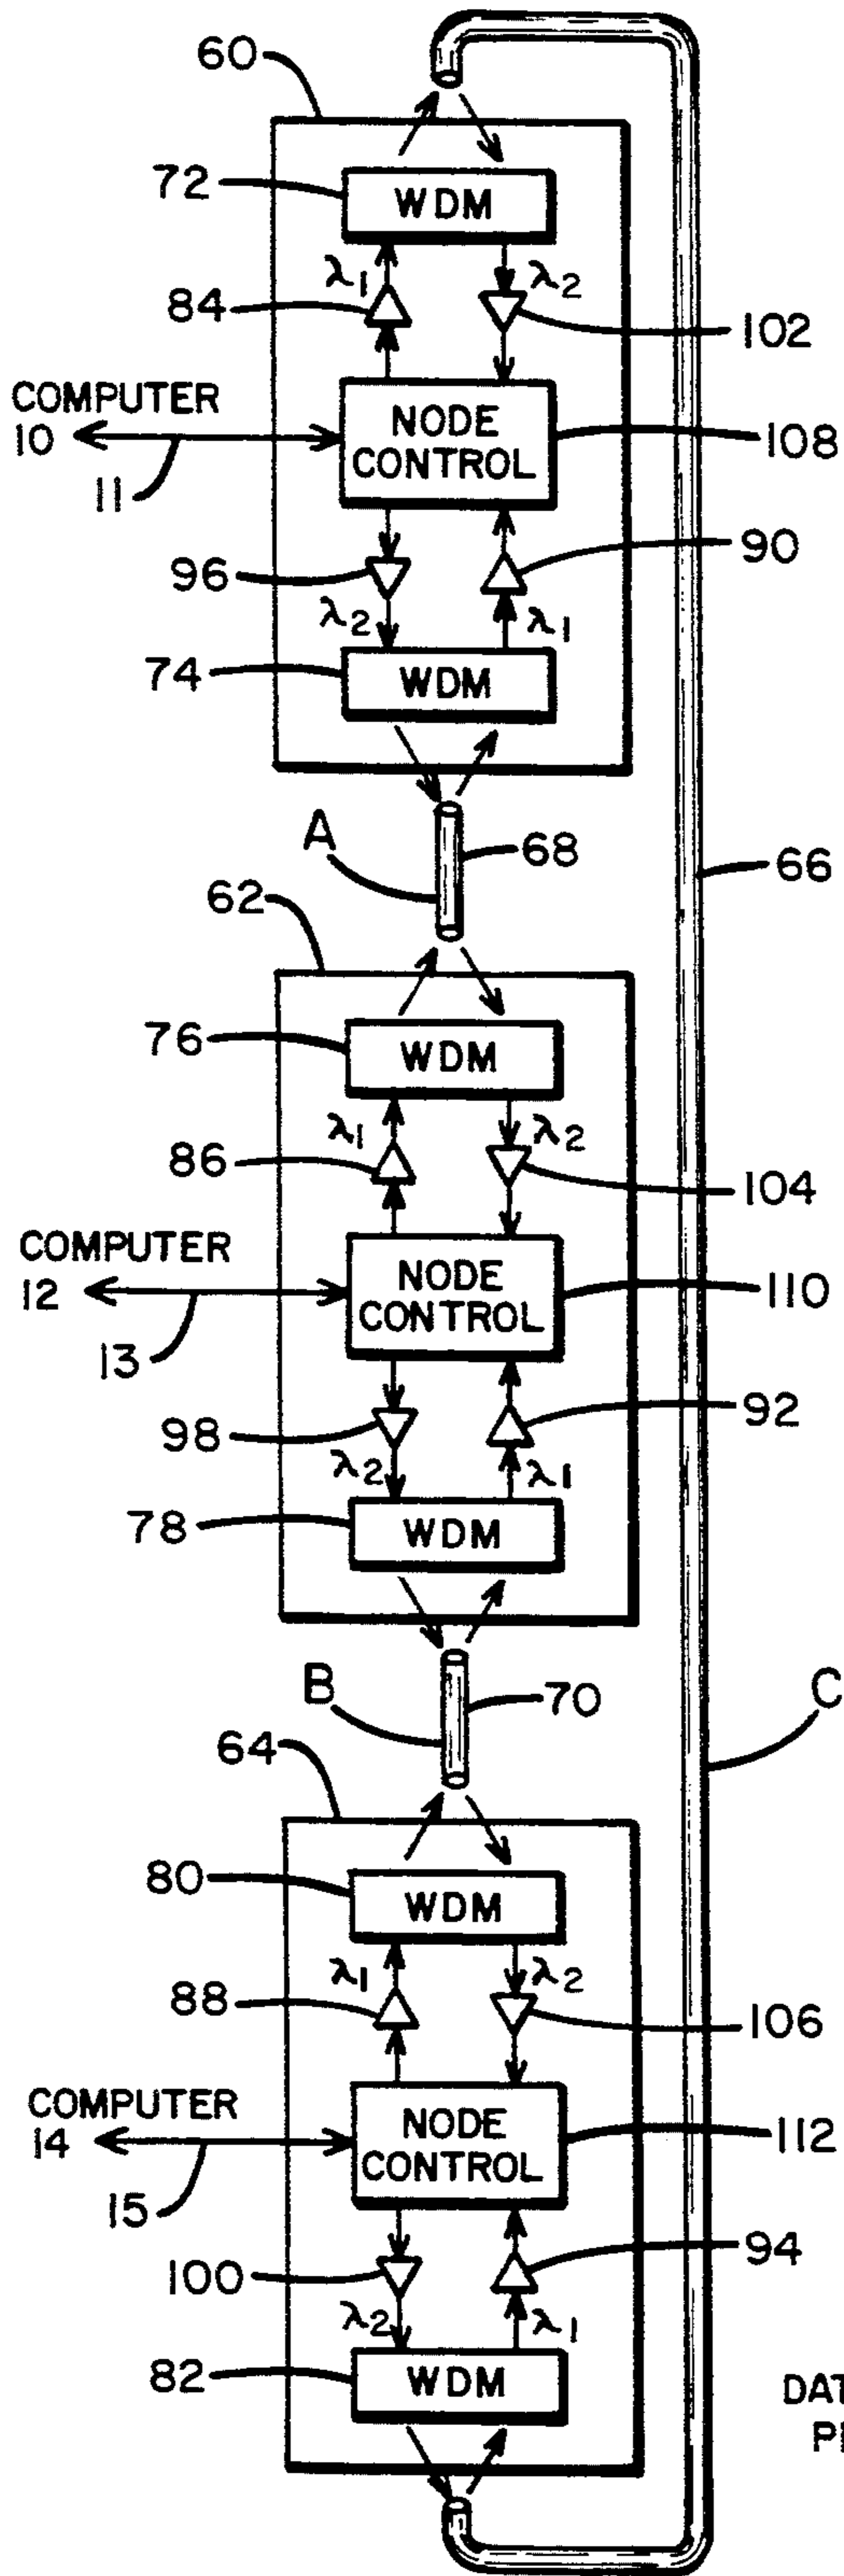 60
72
WDM
λ1
λ2
84
102
COMPUTER
10
NODE
CONTROL
108
11
96
90
λ2
λ1
74
WDM
A
68
66
62
76
WDM
λ1
λ2
86
104
COMPUTER
12
NODE
CONTROL
110
13
98
92
λ2
λ1
78
WDM
B
70
C
64
80
WDM
λ1
λ2
88
106
COMPUTER
14
NODE
CONTROL
112
15
100
94
λ2
λ1
82
WDM
DAT